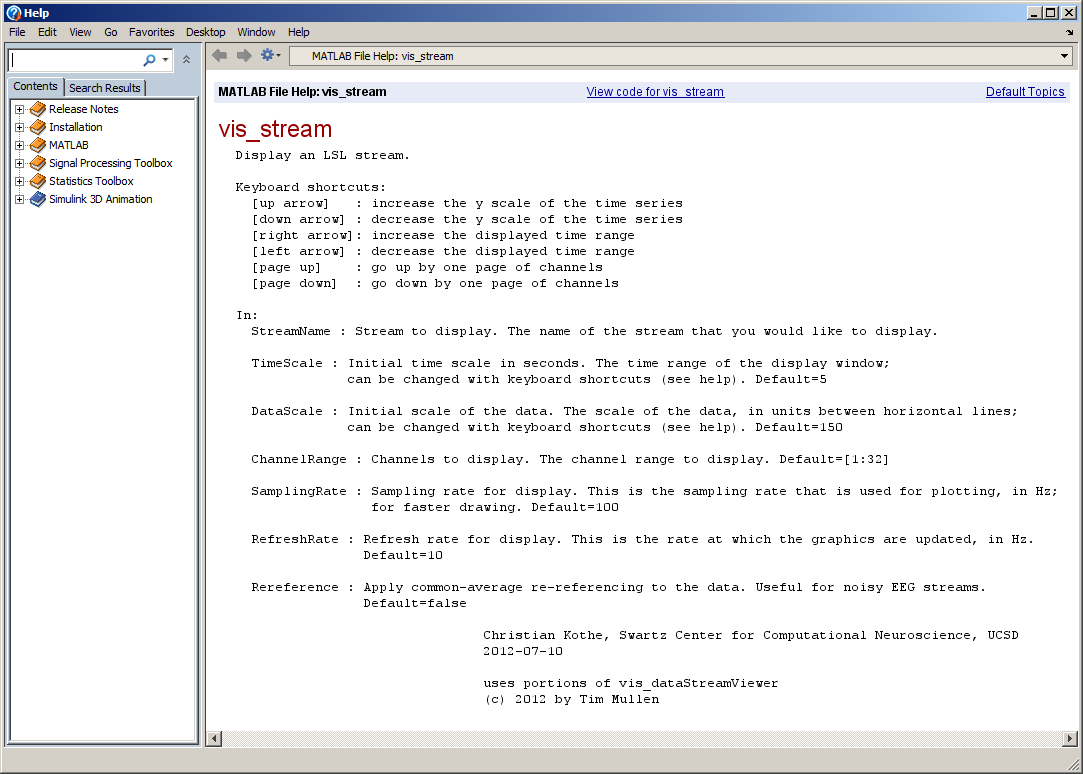 Help
File Edit View Go Favorites Desktop Window Help
MATLAB File Help: vis_stream
Contents Search Results
Release Notes
Installation
MATLAB
Signal Processing Toolbox
Statistics Toolbox
Simulink 3D Animation
MATLAB File Help: vis_stream View code for vis_stream Default Topics
vis_stream
Display an LSL stream.
Keyboard shortcuts:
[up arrow] : increase the y scale of the time series
[down arrow] : decrease the y scale of the time series
[right arrow]: increase the displayed time range
[left arrow] : decrease the displayed time range
[page up] : go up by one page of channels
[page down] : go down by one page of channels
In:
StreamName : Stream to display. The name of the stream that you would like to display.
TimeScale : Initial time scale in seconds. The time range of the display window;
can be changed with keyboard shortcuts (see help). Default=5
DataScale : Initial scale of the data. The scale of the data, in units between horizontal lines;
can be changed with keyboard shortcuts (see help). Default=150
ChannelRange : Channels to display. The channel range to display. Default=[1:32]
SamplingRate : Sampling rate for display. This is the sampling rate that is used for plotting, in Hz;
for faster drawing. Default=100
RefreshRate : Refresh rate for display. This is the rate at which the graphics are updated, in Hz.
Default=10
Rereference : Apply common-average re-referencing to the data. Useful for noisy EEG streams.
Default=false
Christian Kothe, Swartz Center for Computational Neuroscience, UCSD
2012-07-10
uses portions of vis_dataStreamViewer
(c) 2012 by Tim Mullen